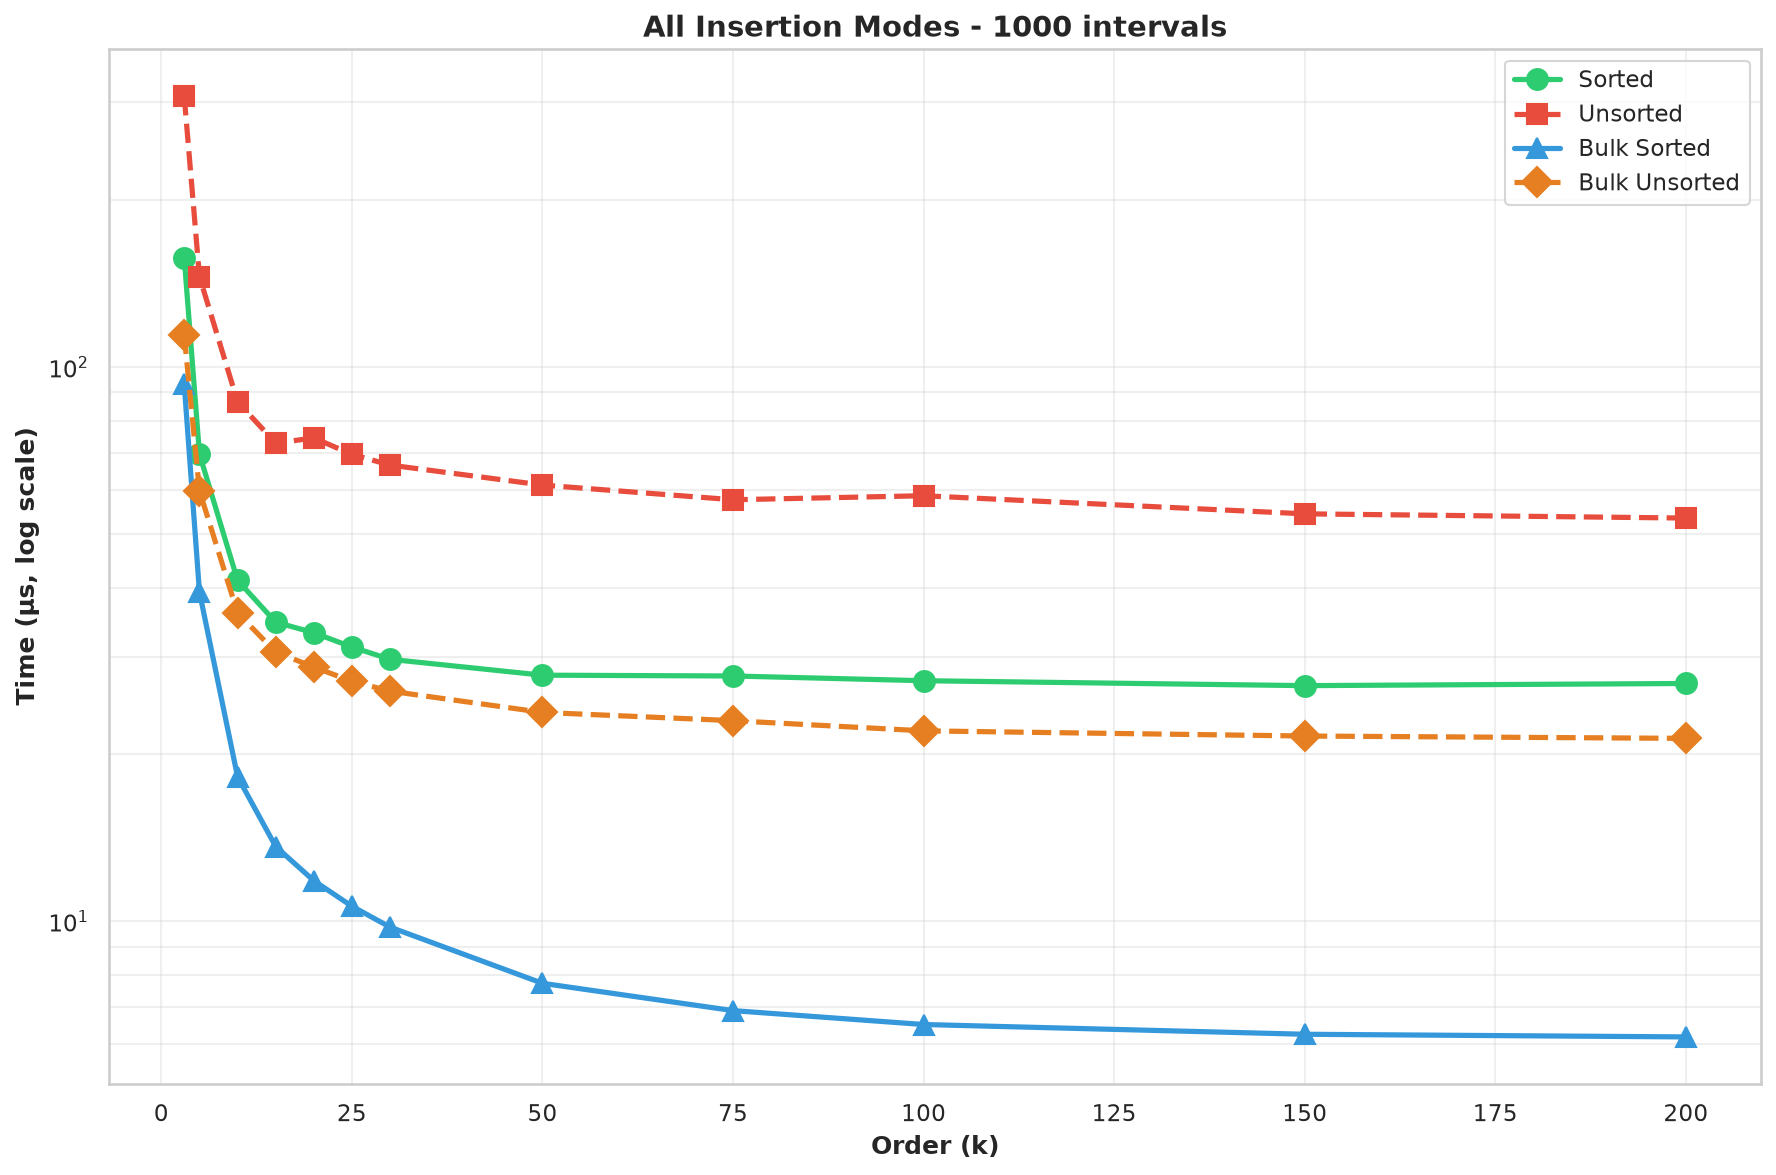 All Insertion Modes - 1000 intervals
Sorted
Unsorted
Bulk Sorted
Bulk Unsorted
Time (µs, log scale)
10²
10¹
0 25 50 75 100 125 150 175 200
Order (k)